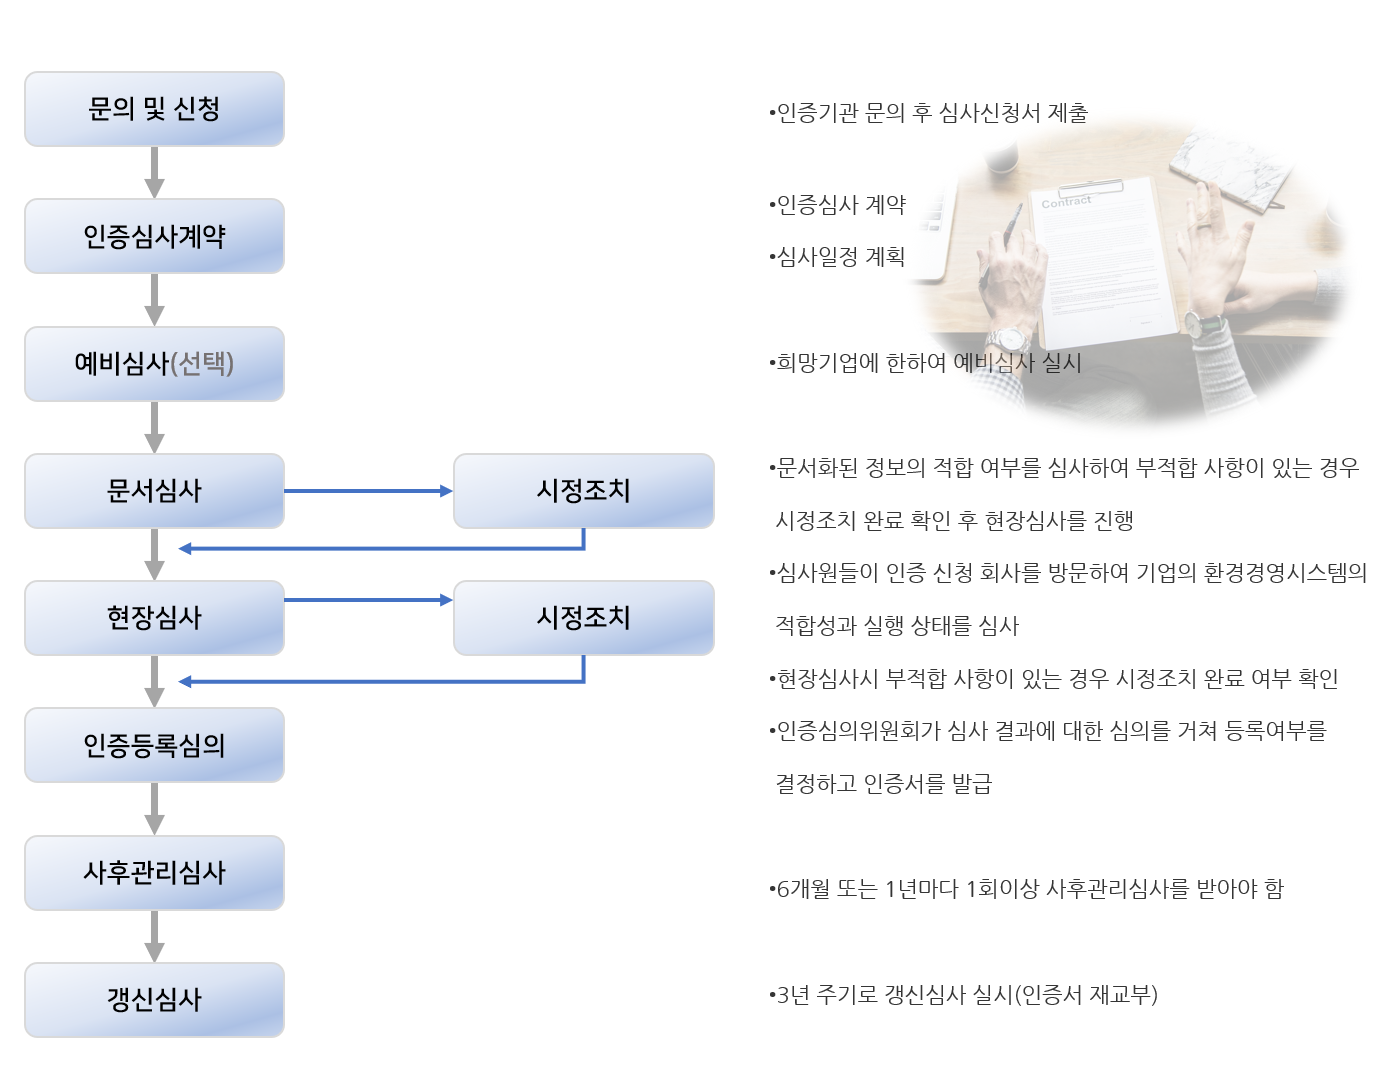 문의 및 신청
•인증기관 문의 후 심사신청서 제출
인증심사계약
•인증심사 계약
Contract
•심사일정 계획
예비심사(선택)
•희망기업에 한하여 예비심사 실시
문서심사
시정조치
•문서화된 정보의 적합 여부를 심사하여 부적합 사항이 있는 경우
시정조치 완료 확인 후 현장심사를 진행
•심사원들이 인증 신청 회사를 방문하여 기업의 환경경영시스템의
현장심사
시정조치
적합성과 실행 상태를 심사
•현장심사시 부적합 사항이 있는 경우 시정조치 완료 여부 확인
인증등록심의
•인증심의위원회가 심사 결과에 대한 심의를 거쳐 등록여부를
결정하고 인증서를 발급
사후관리심사
•6개월 또는 1년마다 1회이상 사후관리심사를 받아야 함
갱신심사
•3년 주기로 갱신심사 실시(인증서 재교부)